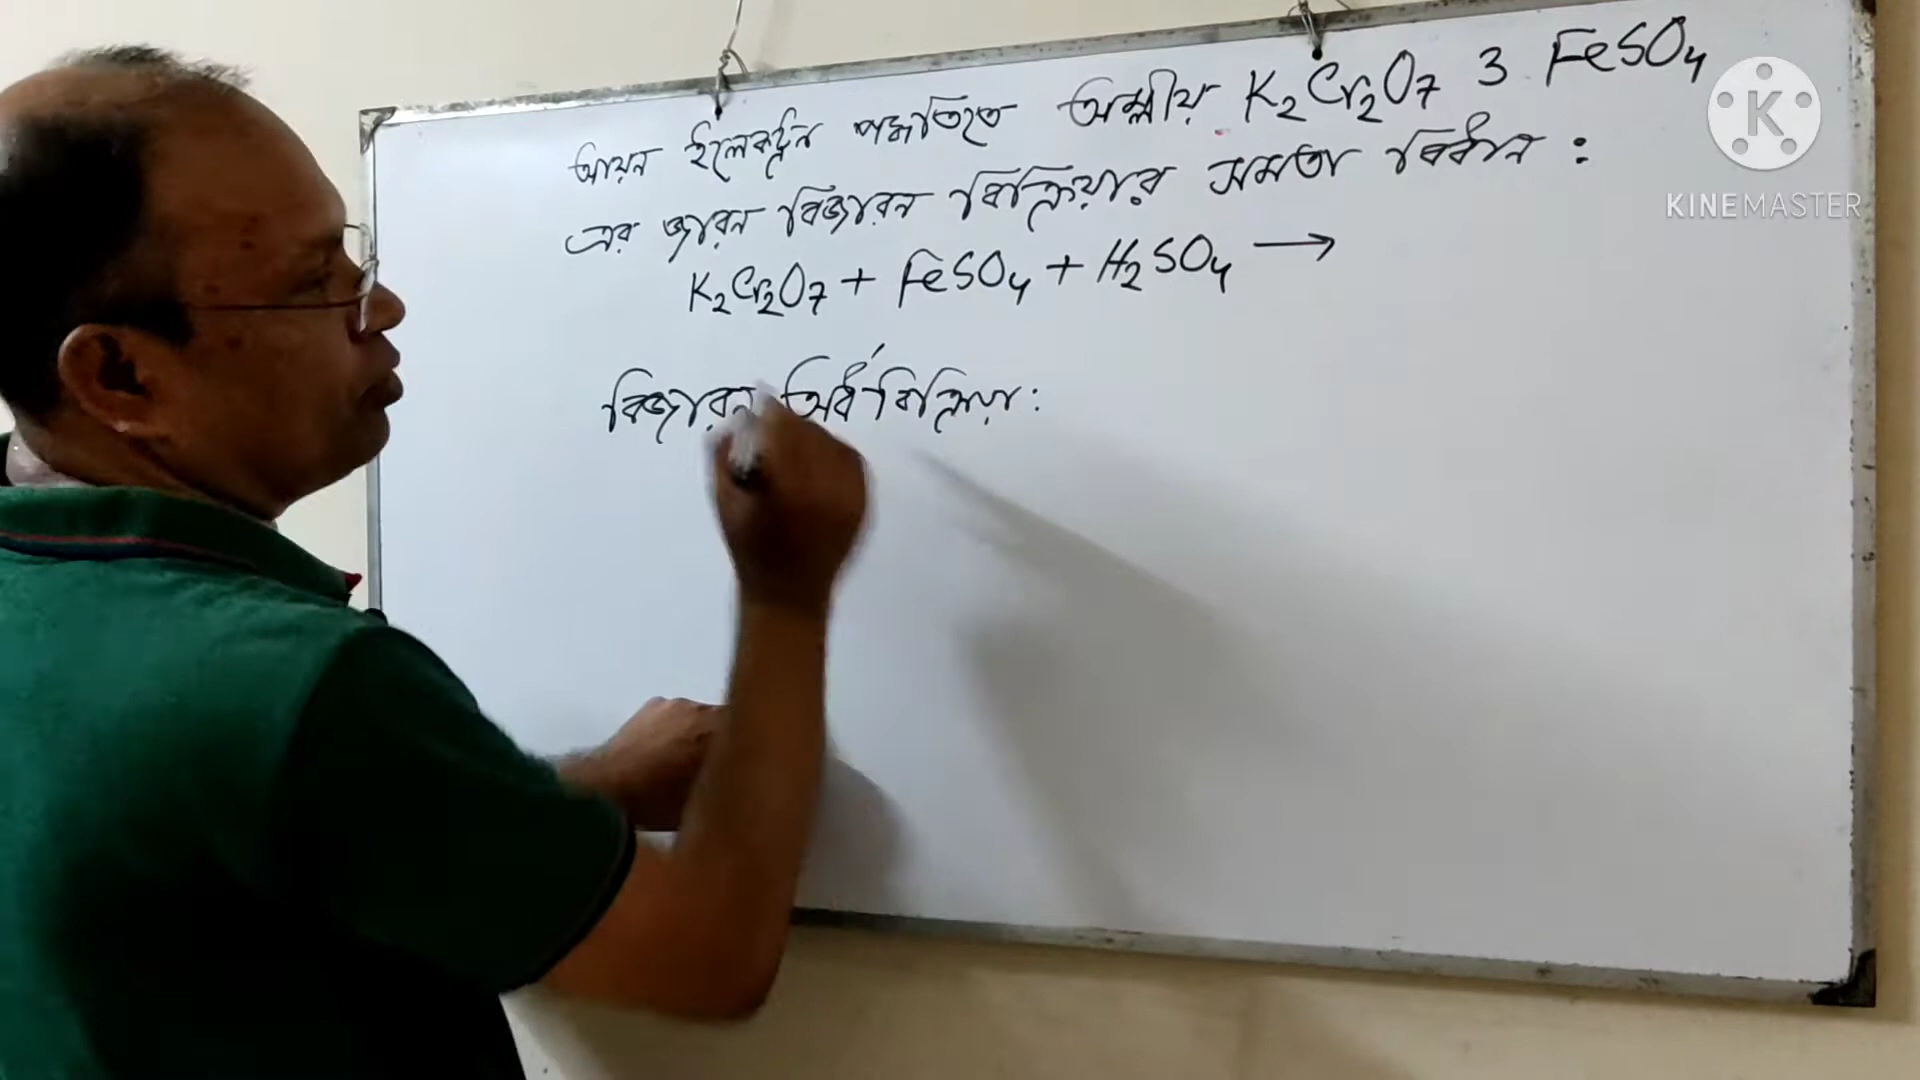 আয়ন ইলেকট্রন পদ্ধতিতে অম্লীয় K₂Cr₂O₇ ও FeSO₄
এর জারন বিজারন বিক্রিয়ার সমতা বিধান :
K₂Cr₂O₇ + FeSO₄ + H₂SO₄ →
বিজারন অর্ধবিক্রিয়া :
K
KINEMASTER